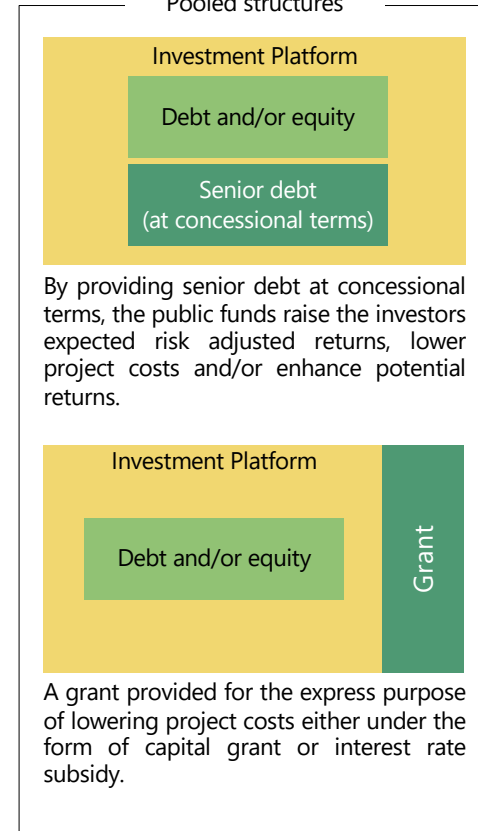 Pooled structures
Investment Platform
Debt and/or equity
Senior debt
(at concessional terms)
By providing senior debt at concessional
terms, the public funds raise the investors
expected risk adjusted returns, lower
project costs and/or enhance potential
returns.
Investment Platform
Debt and/or equity
Grant
A grant provided for the express purpose
of lowering project costs either under the
form of capital grant or interest rate
subsidy.